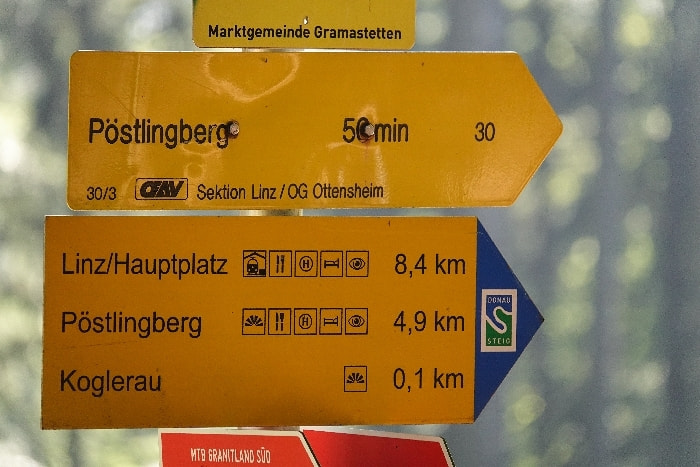 Marktgemeinde Gramastetten
Pöstlingberg 50 min 30
30/3 OEAV Sektion Linz / OG Ottensheim
Linz/Hauptplatz H 8,4 km
Pöstlingberg H 4,9 km
Koglerau 0,1 km
DONAU
STEIG
MTB GRANITLAND SÜD